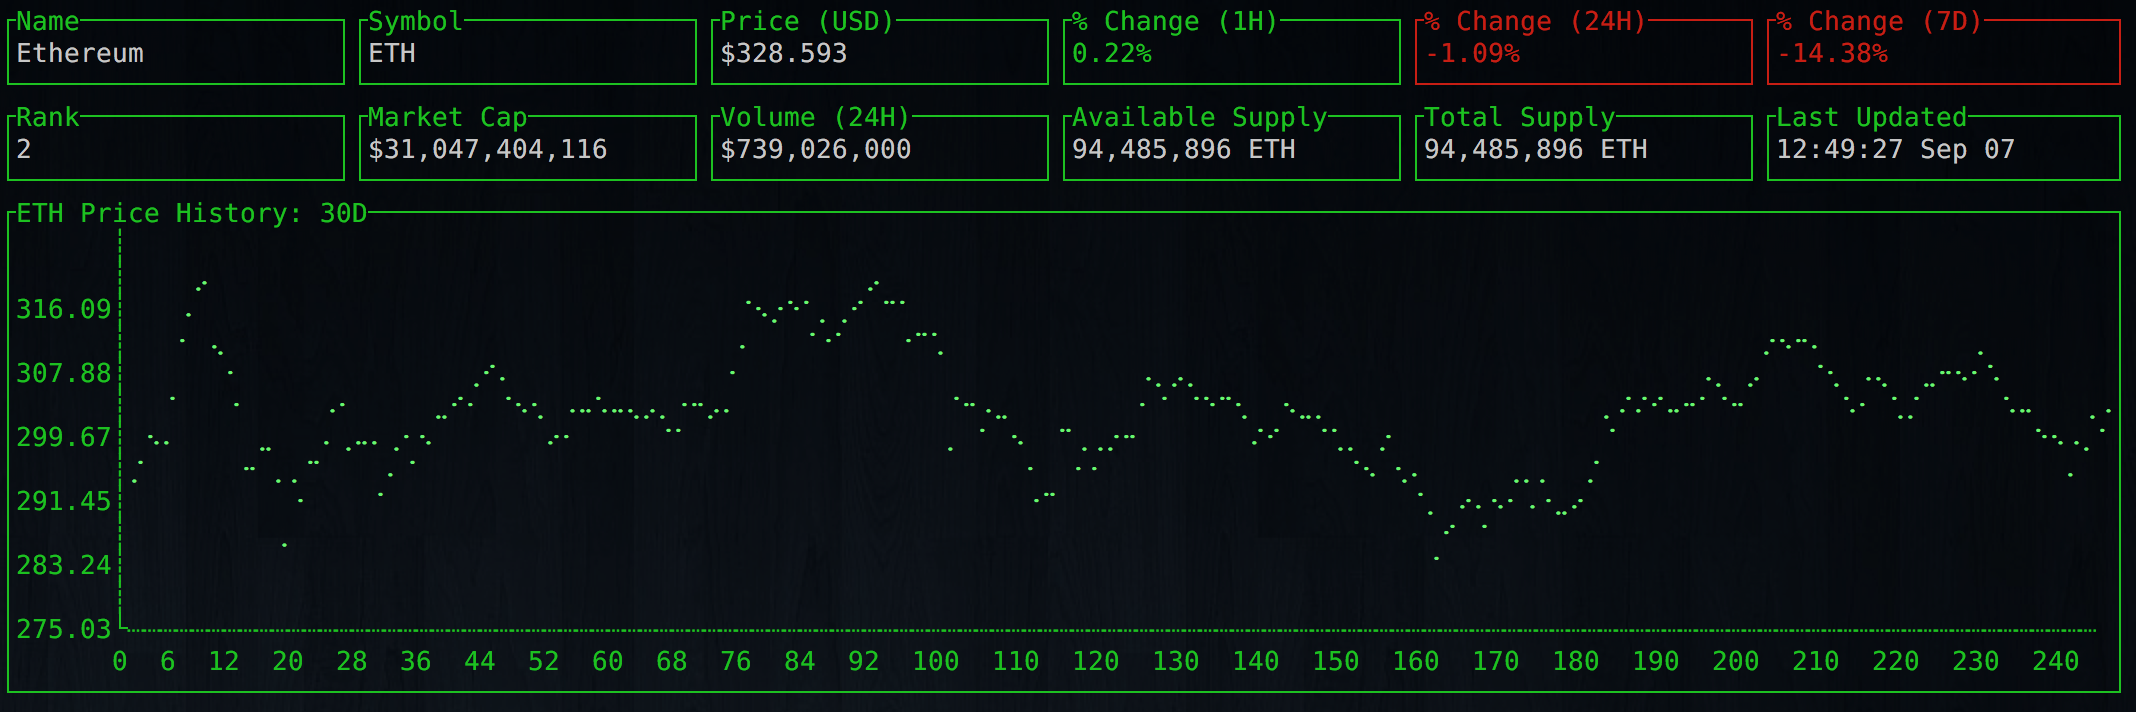 Name Symbol Price (USD) % Change (1H) % Change (24H) % Change (7D)
Ethereum ETH $328.593 0.22% -1.09% -14.38%
Rank Market Cap Volume (24H) Available Supply Total Supply Last Updated
2 $31,047,404,116 $739,026,000 94,485,896 ETH 94,485,896 ETH 12:49:27 Sep 07
ETH Price History: 30D
316.09
307.88
299.67
291.45
283.24
275.03
0 6 12 20 28 36 44 52 60 68 76 84 92 100 110 120 130 140 150 160 170 180 190 200 210 220 230 240